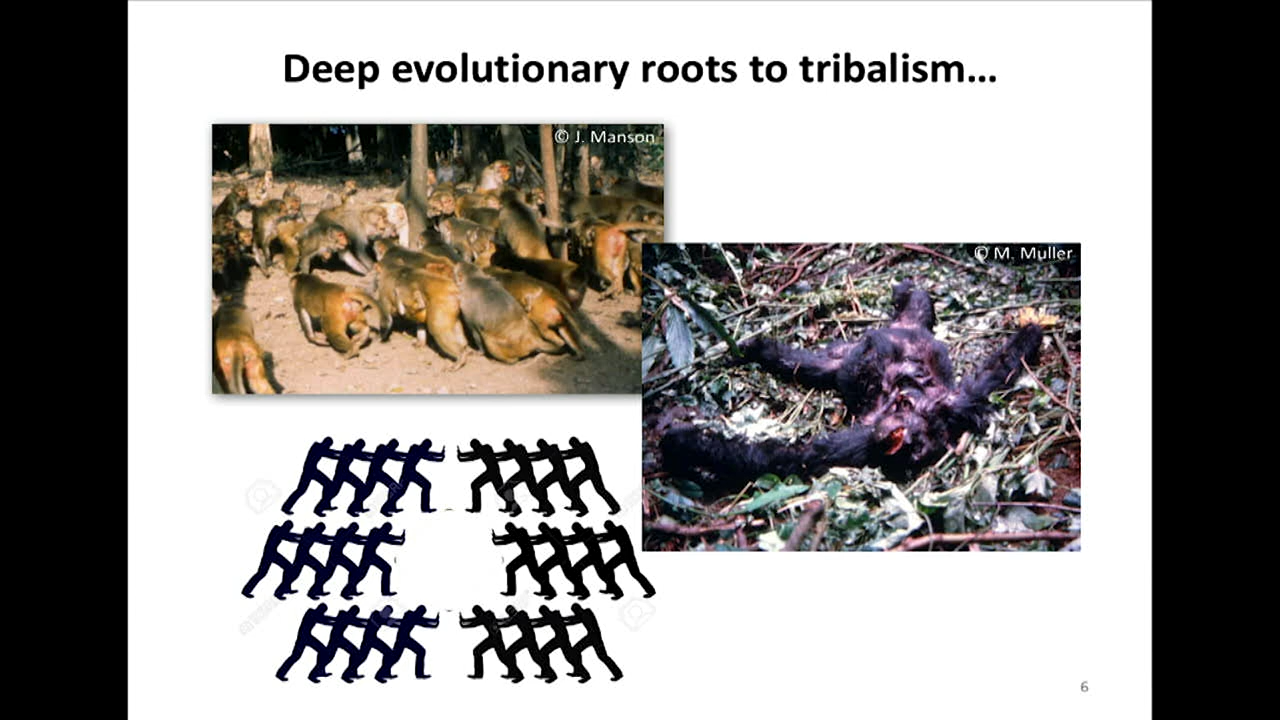 Deep evolutionary roots to tribalism…
© J. Manson
© M. Muller
6